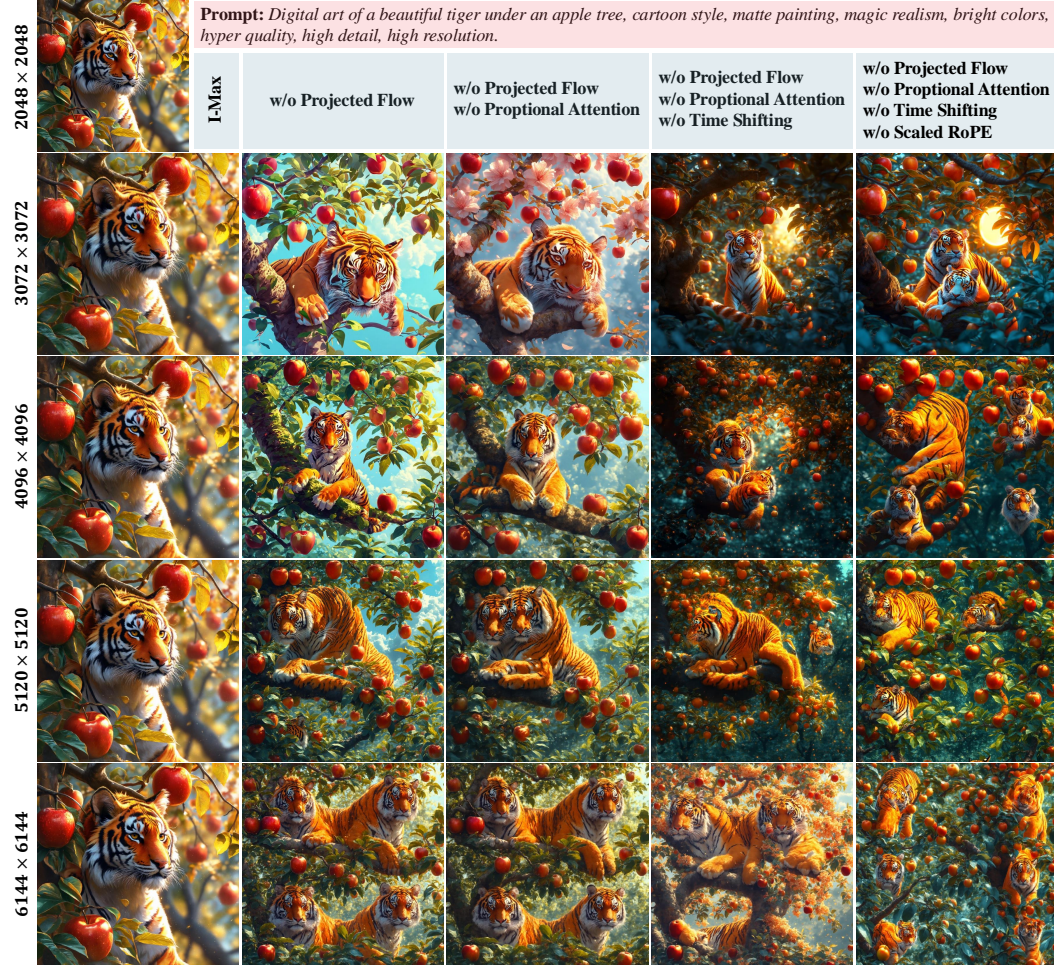 2048 × 2048
Prompt: Digital art of a beautiful tiger under an apple tree, cartoon style, matte painting, magic realism, bright colors,
hyper quality, high detail, high resolution.
I-Max
w/o Projected Flow
w/o Projected Flow
w/o Proptional Attention
w/o Projected Flow
w/o Proptional Attention
w/o Time Shifting
w/o Projected Flow
w/o Proptional Attention
w/o Time Shifting
w/o Scaled RoPE
3072 × 3072
4096 × 4096
5120 × 5120
6144 × 6144